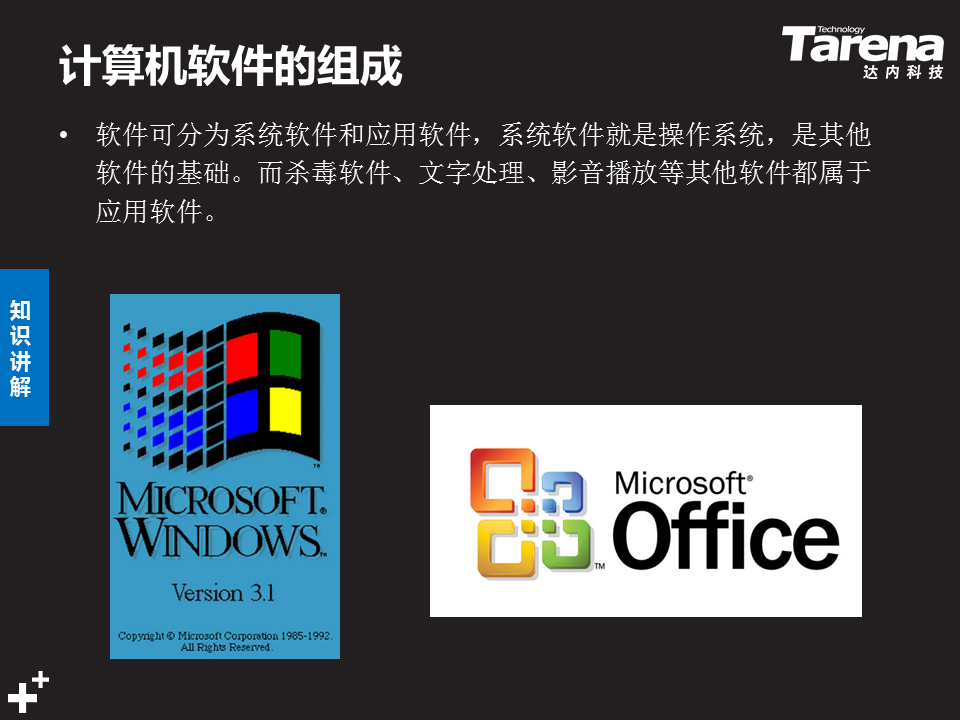 计算机软件的组成
Technology
Tarena
达内科技
• 软件可分为系统软件和应用软件，系统软件就是操作系统，是其他
软件的基础。而杀毒软件、文字处理、影音播放等其他软件都属于
应用软件。
知
识
讲
解
TM
MICROSOFT®
WINDOWS™
Version 3.1
Copyright © Microsoft Corporation 1985-1992.
All Rights Reserved.
Microsoft®
Office
TM